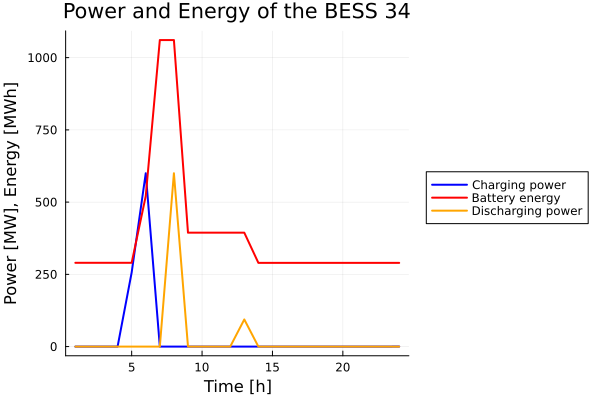 Power and Energy of the BESS 34
Power [MW], Energy [MWh]
1000
750
500
250
0
5 10 15 20
Time [h]
Charging power
Battery energy
Discharging power